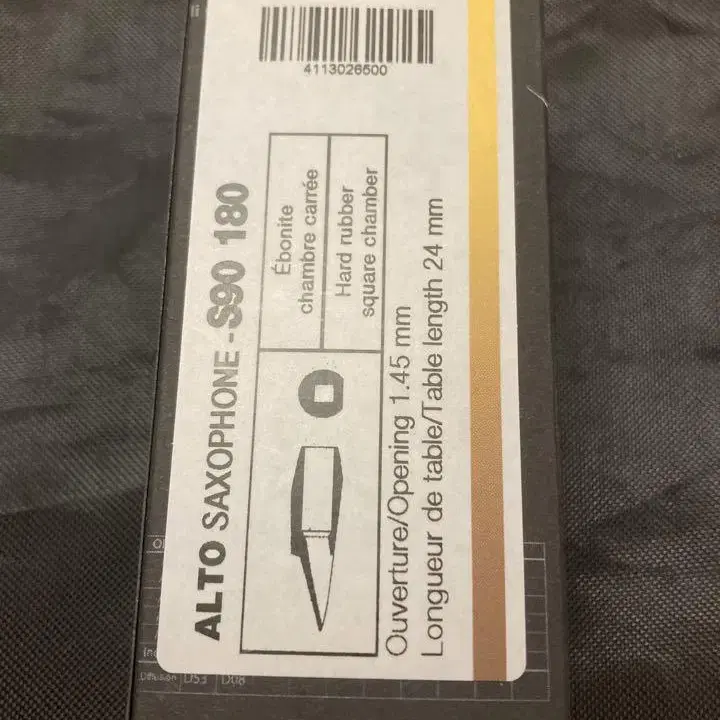 4113026500
ALTO SAXOPHONE - S90 180
Ébonite
chambre carrée
Hard rubber
square chamber
Ouverture/Opening 1.45 mm
Longueur de table/Table length 24 mm